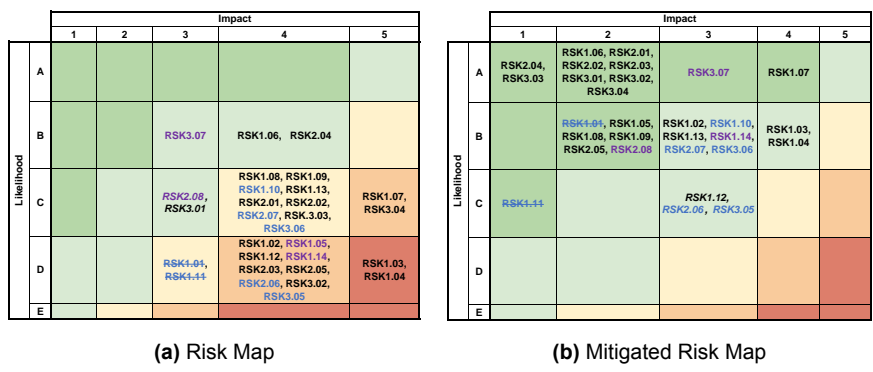 Impact
1 2 3 4 5
Likelihood
A
B RSK3.07 RSK1.06, RSK2.04
C
RSK2.08,
RSK3.01
RSK1.08, RSK1.09,
RSK1.10, RSK1.13,
RSK2.01, RSK2.02,
RSK2.07, RSK.3.03,
RSK3.06
RSK1.07,
RSK3.04
D
RSK1.01,
RSK1.11
RSK1.02, RSK1.05,
RSK1.12, RSK1.14,
RSK2.03, RSK2.05,
RSK2.06, RSK3.02,
RSK3.05
RSK1.03,
RSK1.04
E
(a) Risk Map
Impact
1 2 3 4 5
Likelihood
A
RSK2.04,
RSK3.03
RSK1.06, RSK2.01,
RSK2.02, RSK2.03,
RSK3.01, RSK3.02,
RSK3.04
RSK3.07
RSK1.07
B
RSK1.01, RSK1.05,
RSK1.08, RSK1.09,
RSK2.05, RSK2.08
RSK1.02, RSK1.10,
RSK1.13, RSK1.14,
RSK2.07, RSK3.06
RSK1.03,
RSK1.04
C
RSK1.11
RSK1.12,
RSK2.06, RSK3.05
D
E
(b) Mitigated Risk Map